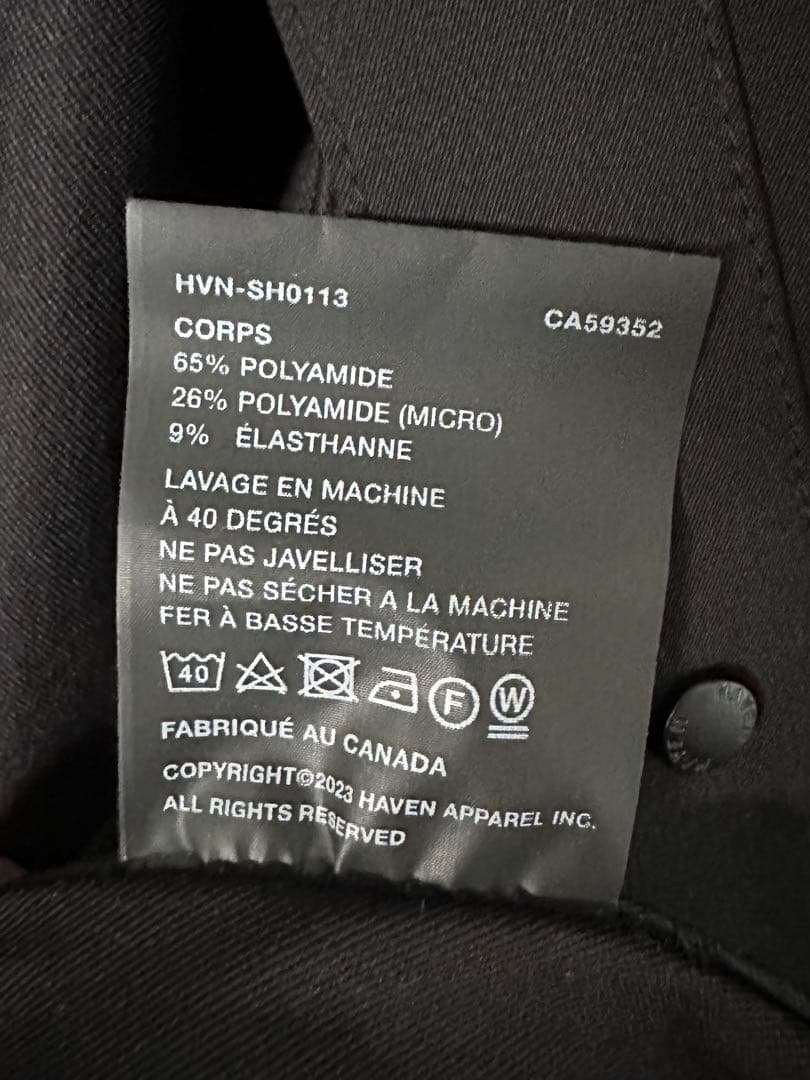 HVN-SH0113
CA59352
CORPS
65% POLYAMIDE
26% POLYAMIDE (MICRO)
9% ÉLASTHANNE
LAVAGE EN MACHINE
À 40 DEGRÉS
NE PAS JAVELLISER
NE PAS SÉCHER A LA MACHINE
FER À BASSE TEMPÉRATURE
40 F W
FABRIQUÉ AU CANADA
COPYRIGHT©2023 HAVEN APPAREL INC.
ALL RIGHTS RESERVED